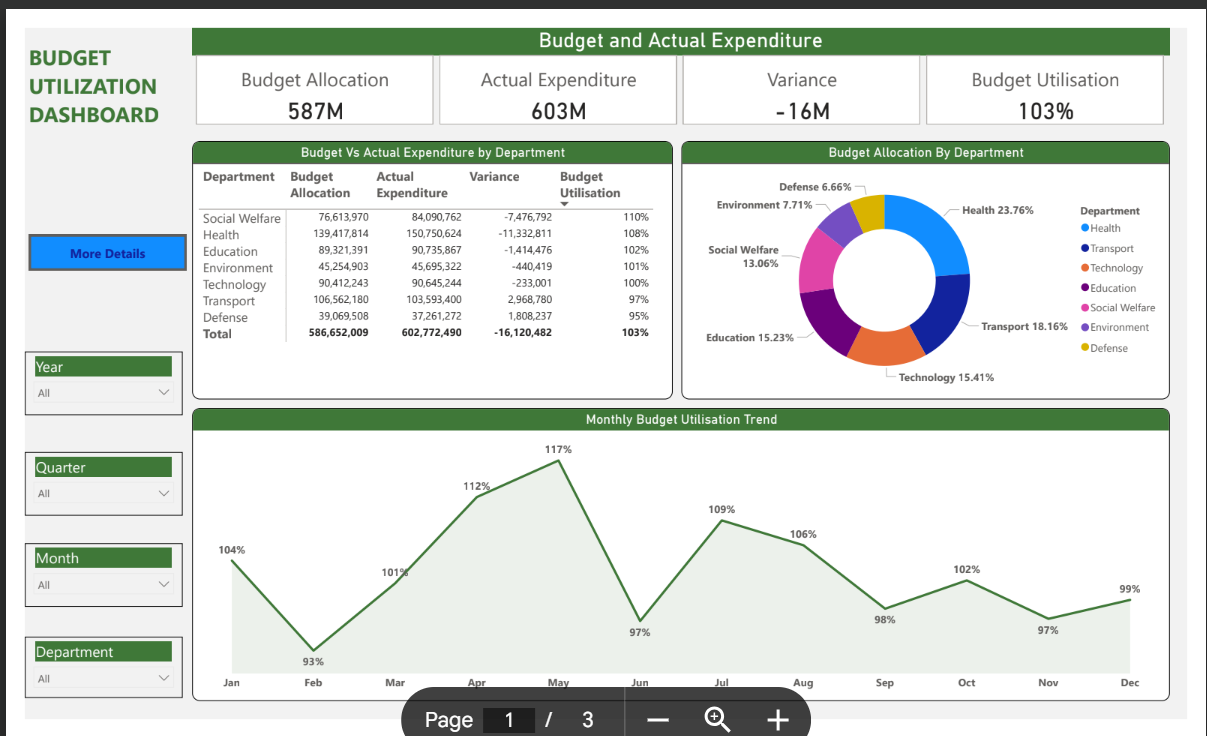 BUDGET
UTILIZATION
DASHBOARD
Budget and Actual Expenditure
Budget Allocation
587M
Actual Expenditure
603M
Variance
-16M
Budget Utilisation
103%
More Details
Year
All
Quarter
All
Month
All
Department
All
Budget Vs Actual Expenditure by Department
Department Budget Allocation Actual Expenditure Variance Budget Utilisation
Social Welfare 76,613,970 84,090,762 -7,476,792 110%
Health 139,417,814 150,750,624 -11,332,811 108%
Education 89,321,391 90,735,867 -1,414,476 102%
Environment 45,254,903 45,695,322 -440,419 101%
Technology 90,412,243 90,645,244 -233,001 100%
Transport 106,562,180 103,593,400 2,968,780 97%
Defense 39,069,508 37,261,272 1,808,237 95%
Total 586,652,009 602,772,490 -16,120,482 103%
Budget Allocation By Department
Defense 6.66%
Environment 7.71%
Social Welfare
13.06%
Education 15.23%
Technology 15.41%
Transport 18.16%
Health 23.76%
Department
Health
Transport
Technology
Education
Social Welfare
Environment
Defense
Monthly Budget Utilisation Trend
104%
93%
101%
112%
117%
97%
109%
106%
98%
102%
97%
99%
Jan Feb Mar Apr May Jun Jul Aug Sep Oct Nov Dec
Page 1 / 3